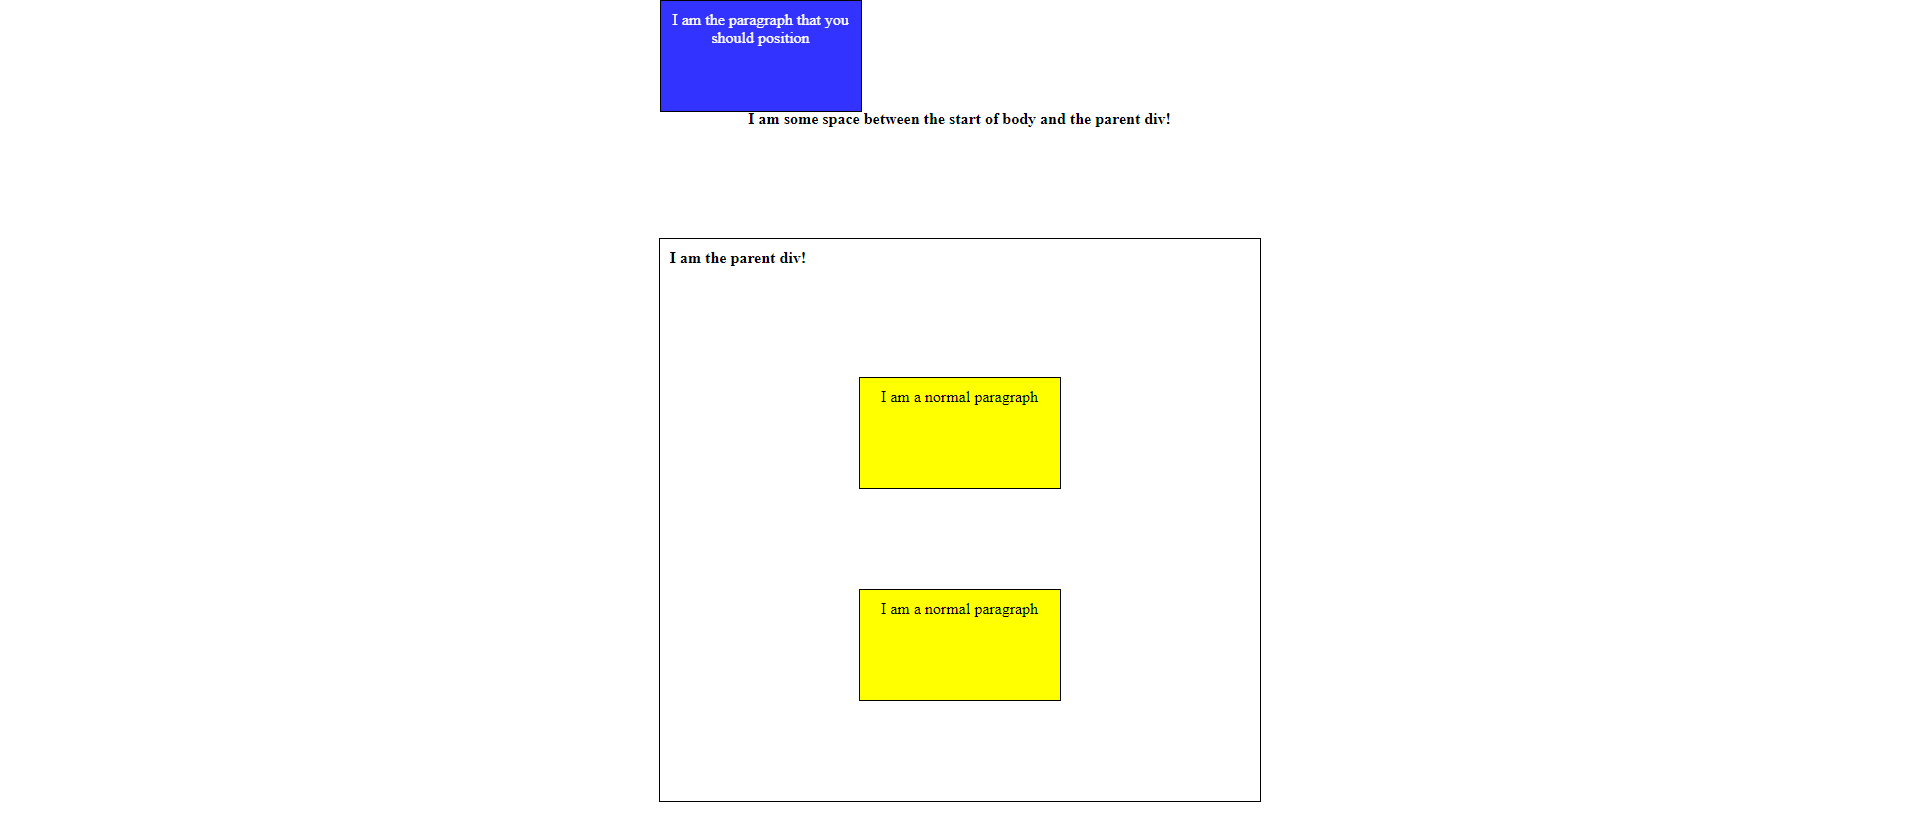 I am the paragraph that you
should position
I am some space between the start of body and the parent div!
I am the parent div!
I am a normal paragraph
I am a normal paragraph